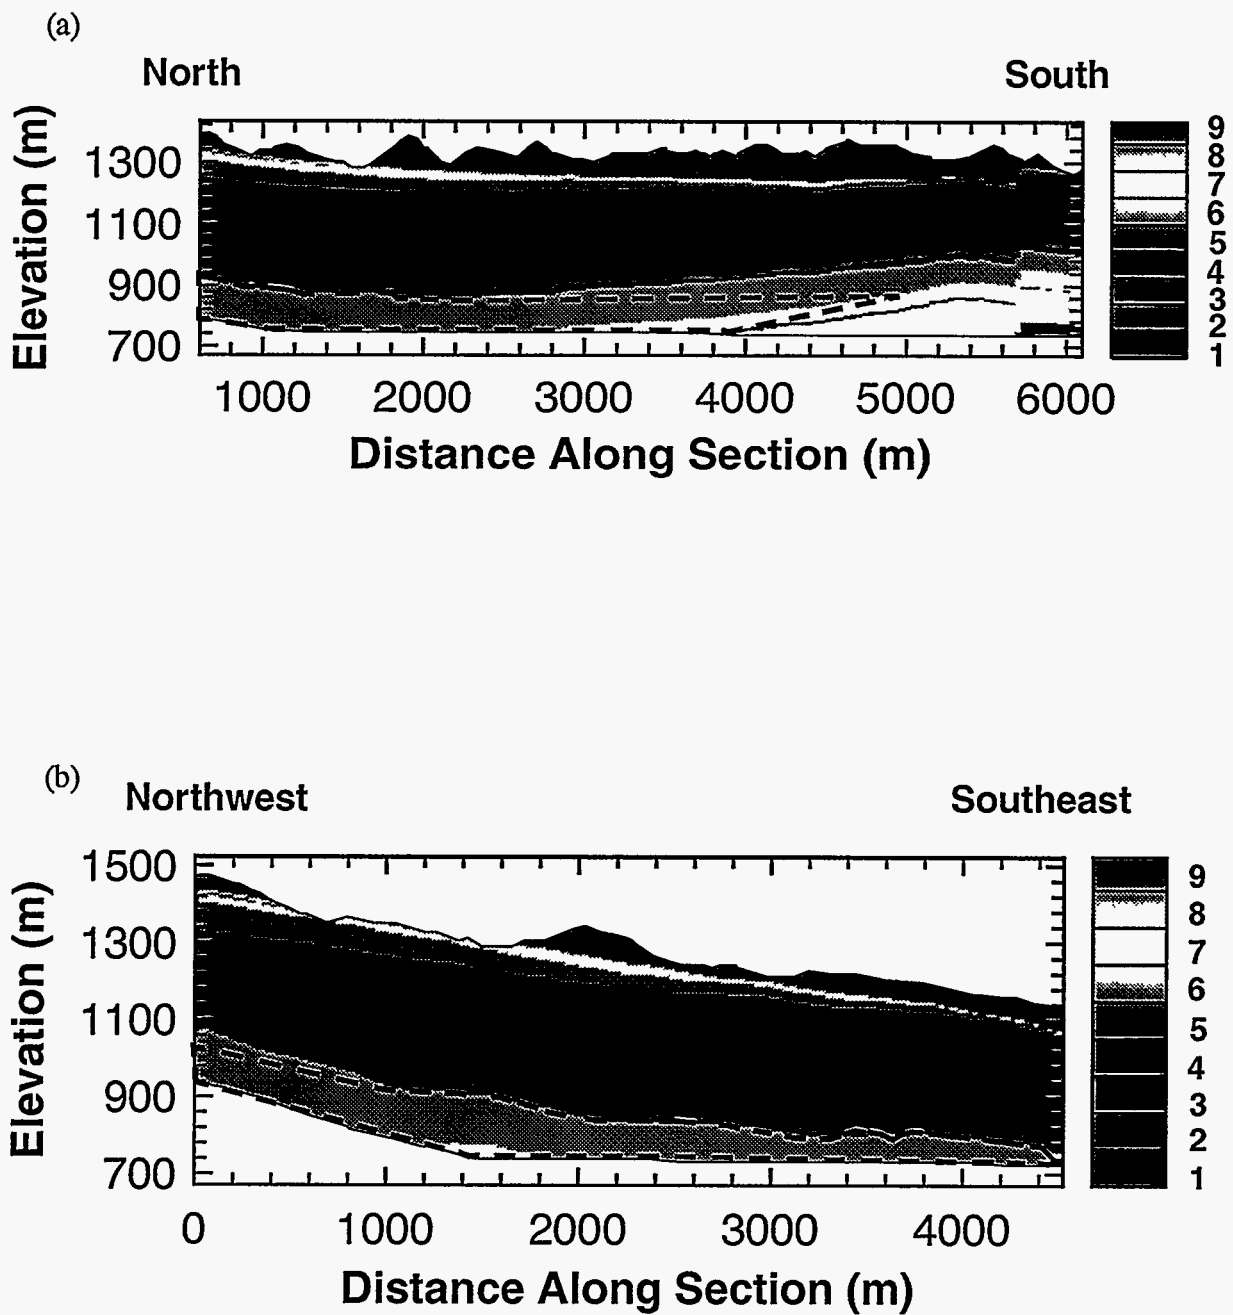 (a)
North South
Elevation (m)
1300
1100
900
700
1000 2000 3000 4000 5000 6000
Distance Along Section (m)
9
8
7
6
5
4
3
2
1
(b)
Northwest Southeast
Elevation (m)
1500
1300
1100
900
700
0 1000 2000 3000 4000
Distance Along Section (m)
9
8
7
6
5
4
3
2
1